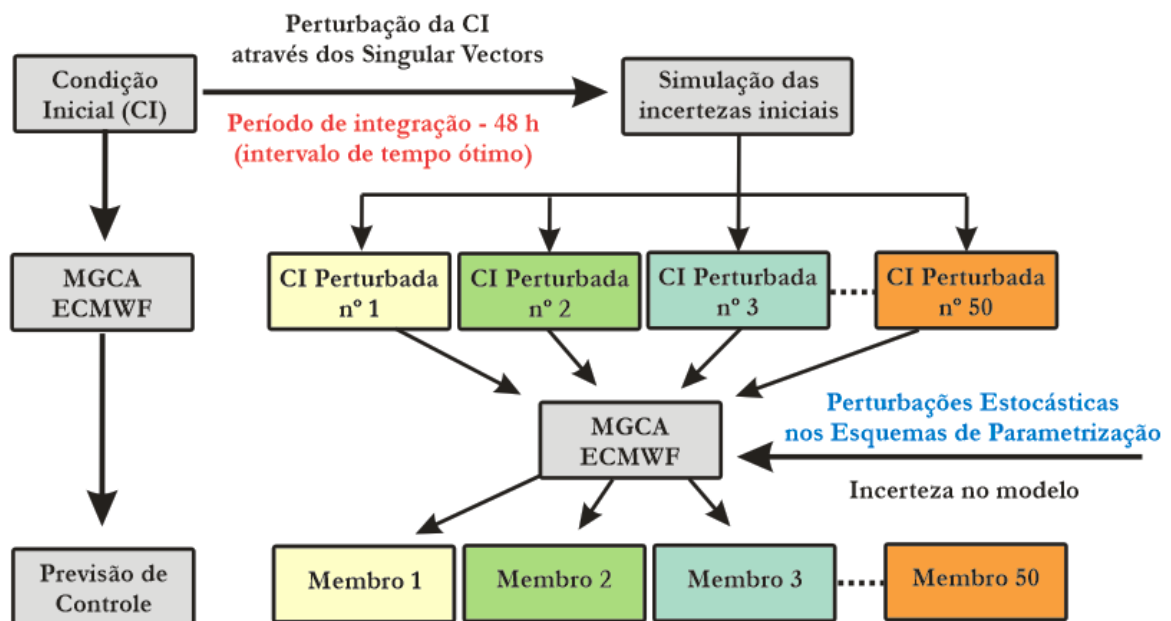 Perturbação da CI
através dos Singular Vectors
Condição
Inicial (CI)
Simulação das
incertezas iniciais
Período de integração - 48 h
(intervalo de tempo ótimo)
MGCA
ECMWF
CI Perturbada
nº 1
CI Perturbada
nº 2
CI Perturbada
nº 3
CI Perturbada
nº 50
MGCA
ECMWF
Perturbações Estocásticas
nos Esquemas de Parametrização
Incerteza no modelo
Previsão de
Controle
Membro 1
Membro 2
Membro 3
Membro 50